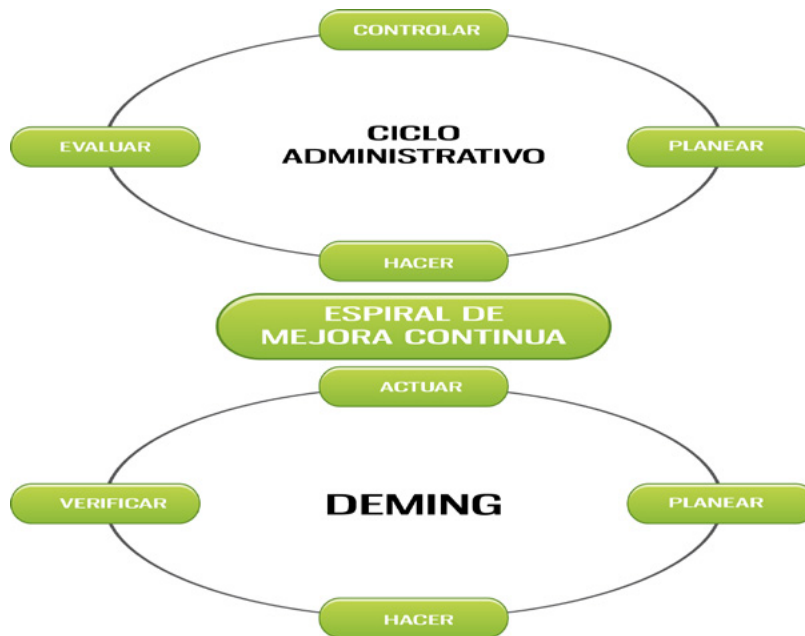 CONTROLAR
EVALUAR
CICLO
ADMINISTRATIVO
PLANEAR
HACER
ESPIRAL DE
MEJORA CONTINUA
ACTUAR
VERIFICAR
DEMING
PLANEAR
HACER